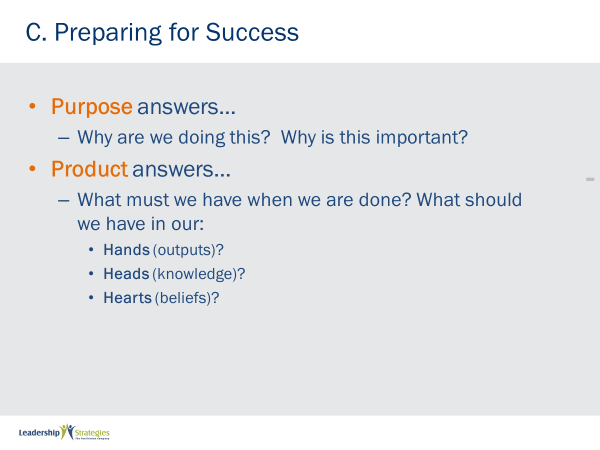 C. Preparing for Success
• Purpose answers...
– Why are we doing this?  Why is this important?
• Product answers...
– What must we have when we are done? What should
we have in our:
• Hands (outputs)?
• Heads (knowledge)?
• Hearts (beliefs)?
Leadership Strategies
The Facilitation Company